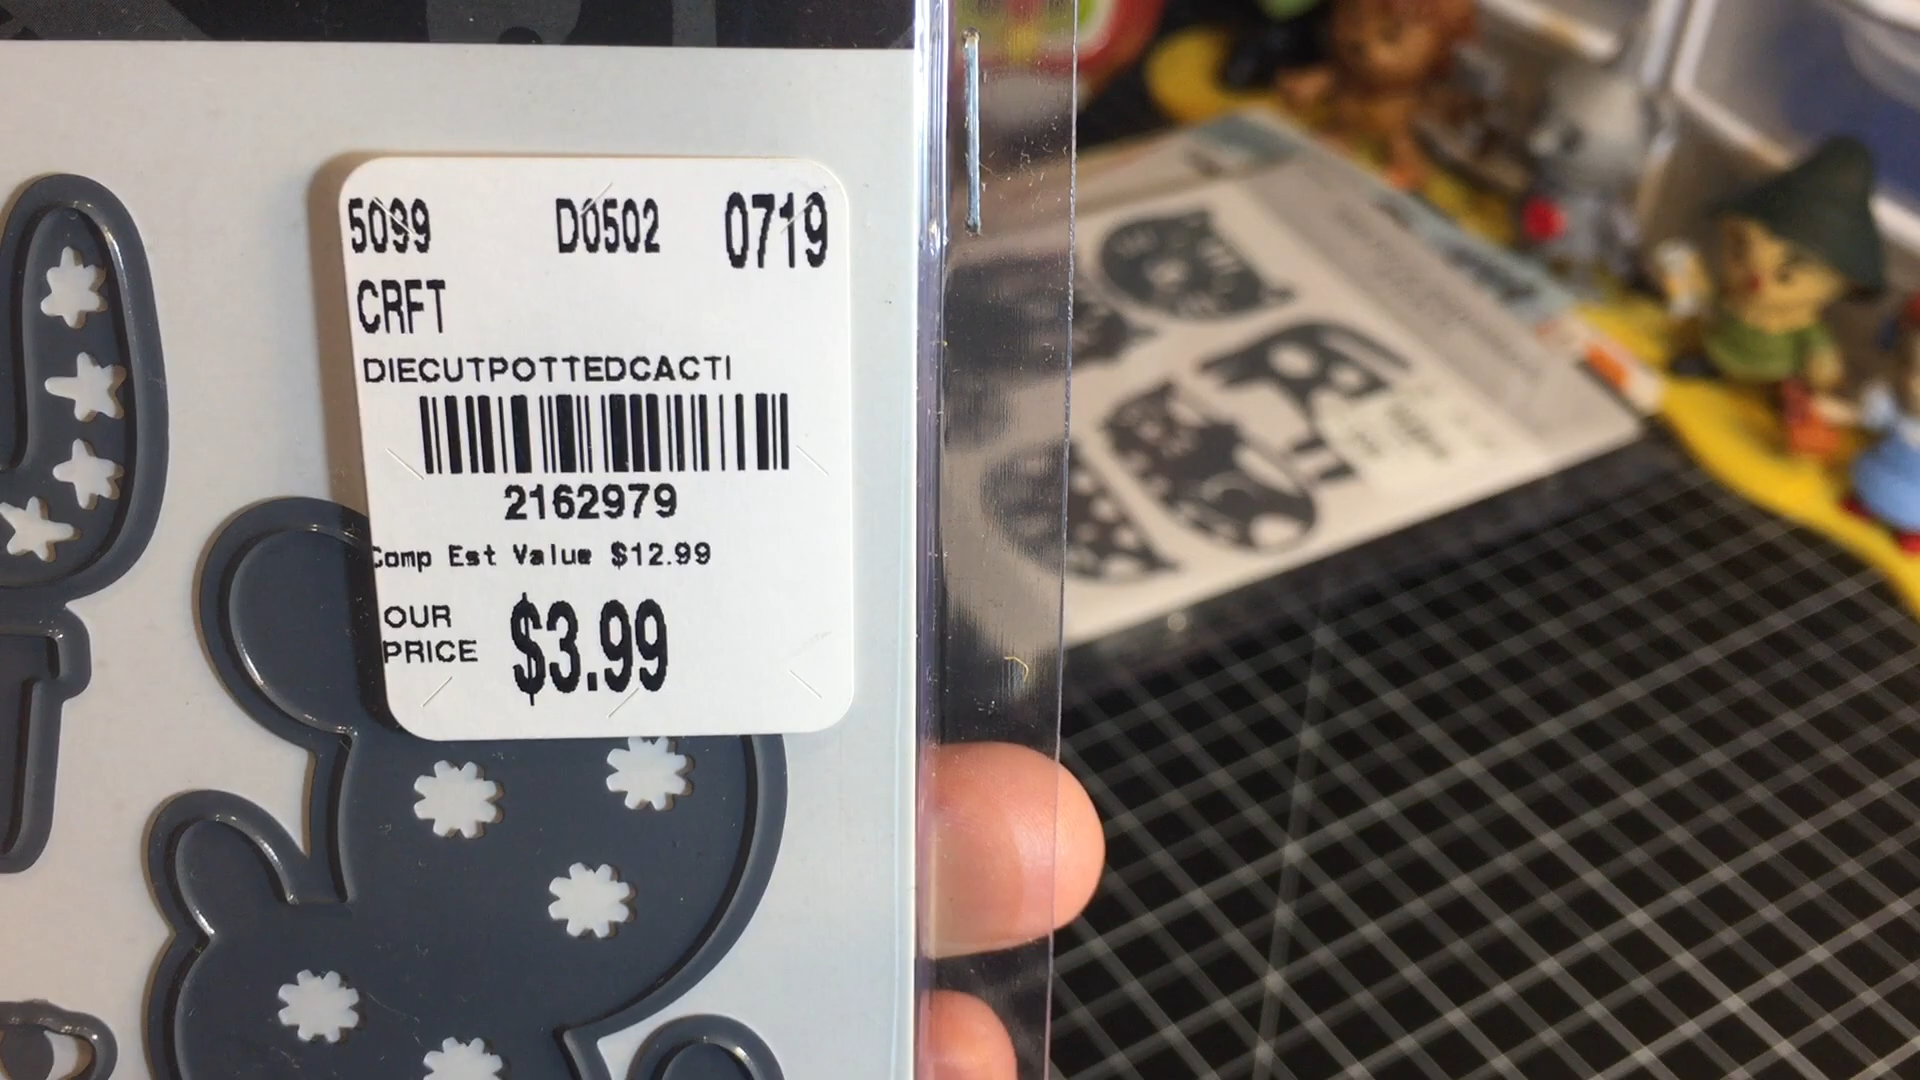 5099 D0502 0719
CRFT
DIECUTPOTTEDCACTI
2162979
Comp Est Value $12.99
OUR
PRICE $3.99